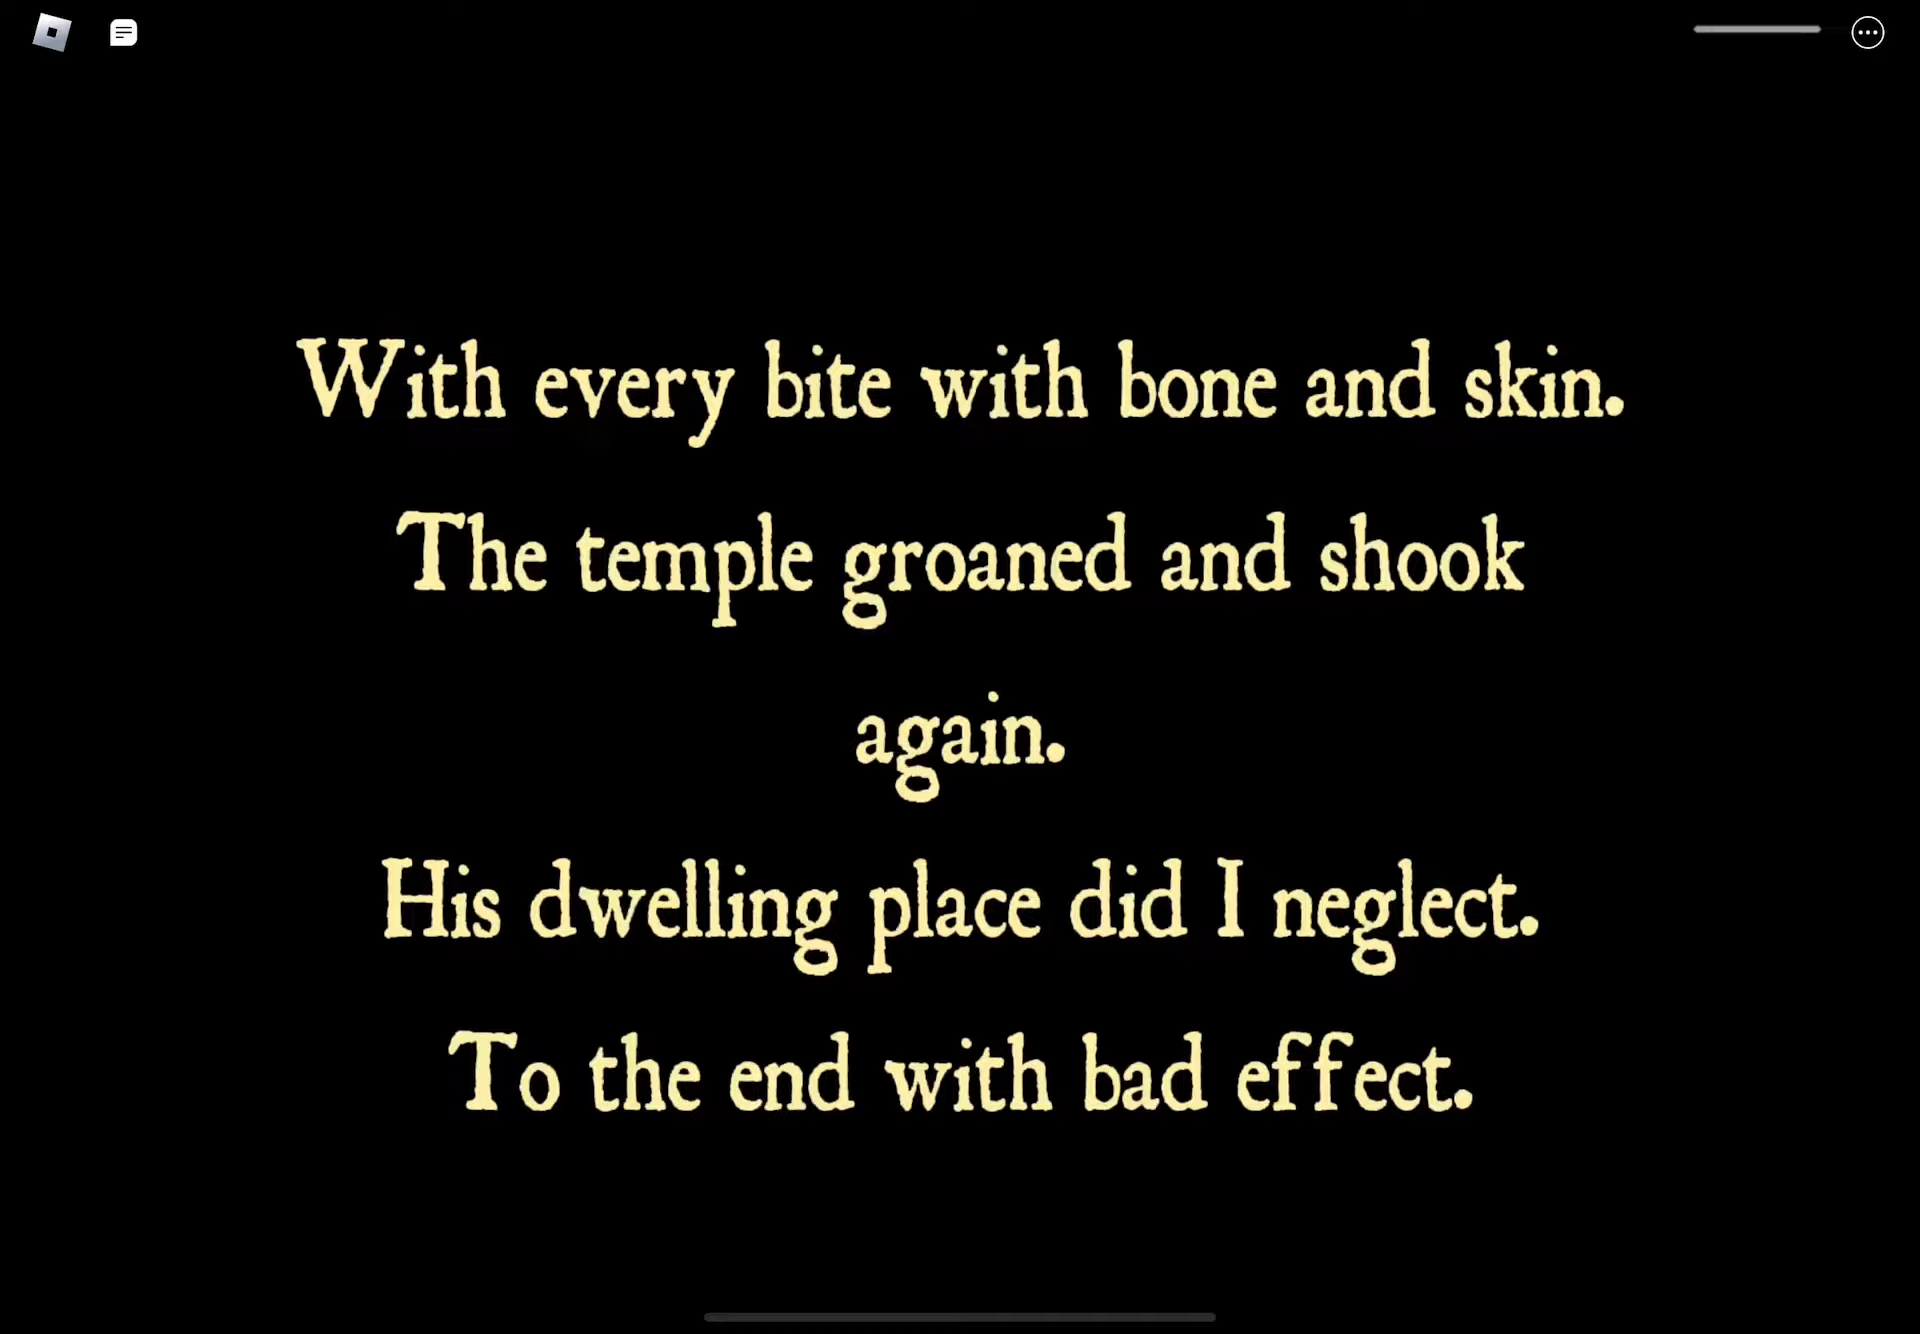 With every bite with bone and skin.
The temple groaned and shook
again.
His dwelling place did I neglect.
To the end with bad effect.